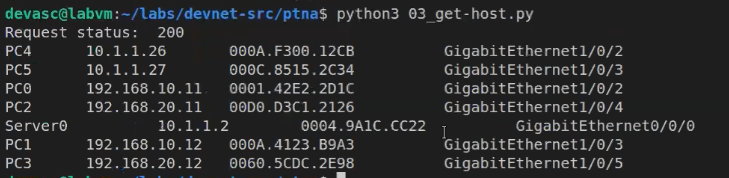 devasc@labvm:~/labs/devnet-src/ptna$ python3 03_get-host.py
Request status:  200
PC4 10.1.1.26 000A.F300.12CB GigabitEthernet1/0/2
PC5 10.1.1.27 000C.8515.2C34 GigabitEthernet1/0/3
PC0 192.168.10.11 0001.42E2.2D1C GigabitEthernet1/0/2
PC2 192.168.20.11 00D0.D3C1.2126 GigabitEthernet1/0/4
Server0 10.1.1.2 0004.9A1C.CC22 GigabitEthernet0/0/0
PC1 192.168.10.12 000A.4123.B9A3 GigabitEthernet1/0/3
PC3 192.168.20.12 0060.5CDC.2E98 GigabitEthernet1/0/5